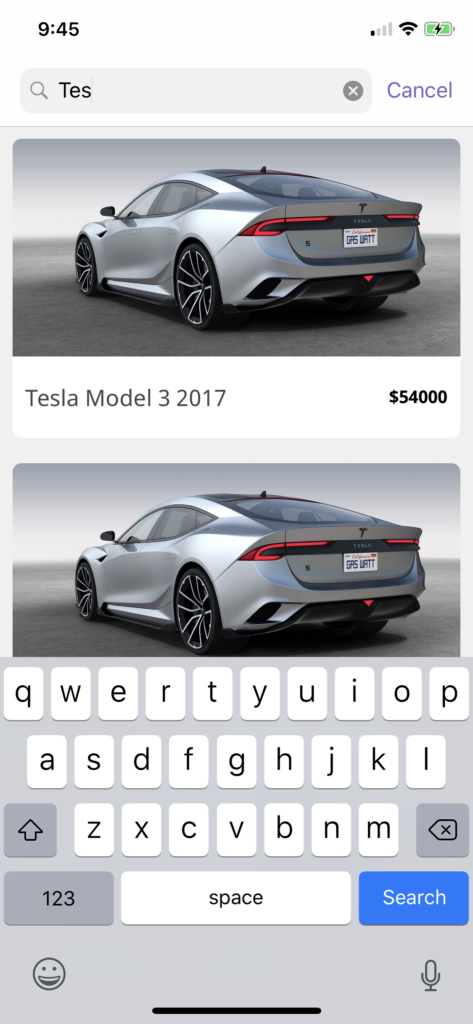 9:45
Tes
Cancel
TESLA
California
GAS WATT
S
Tesla Model 3 2017
$54000
TESLA
California
GAS WATT
S
q w e r t y u i o p
a s d f g h j k l
z x c v b n m
123 space Search